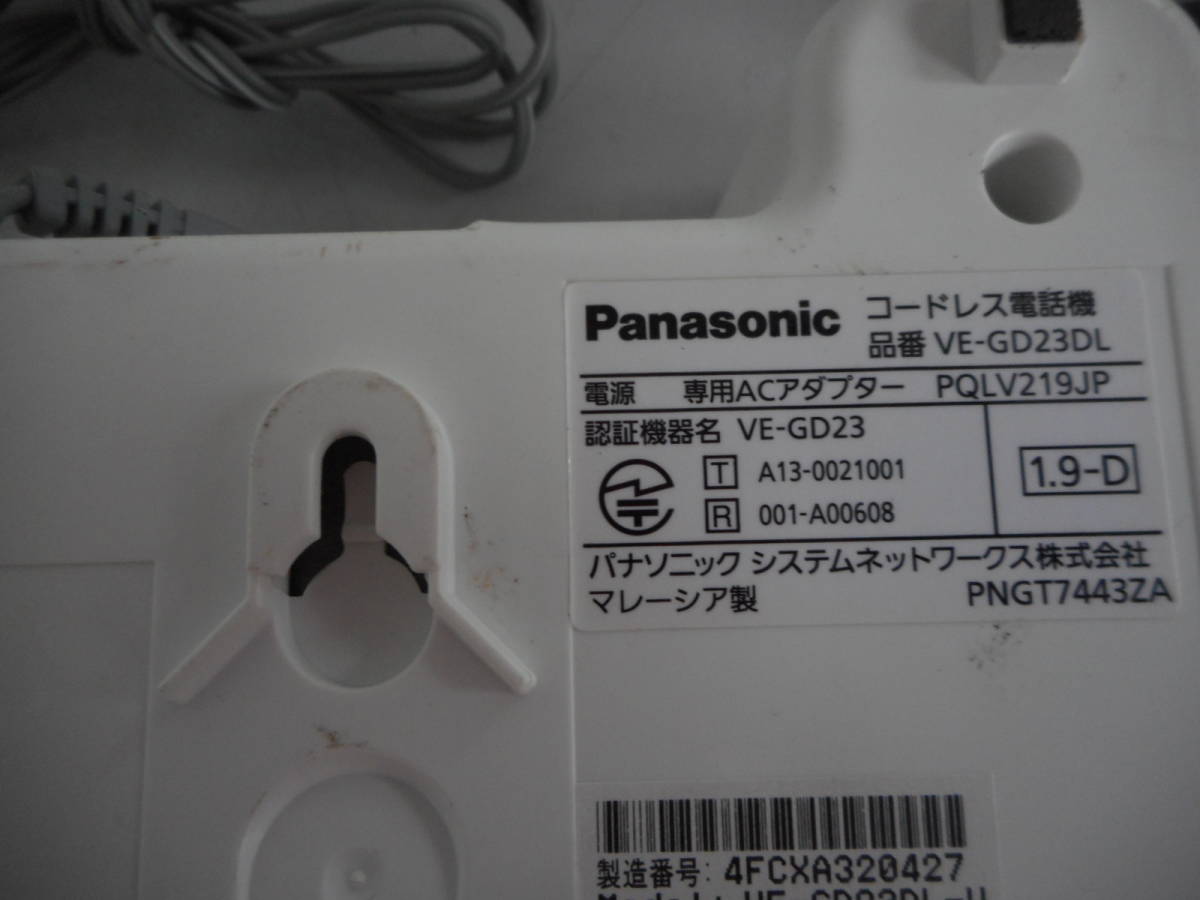 Panasonic コードレス電話機
品番 VE-GD23DL
電源 専用ACアダプター PQLV219JP
認証機器名 VE-GD23
T A13-0021001
R 001-A00608
1.9-D
パナソニック システムネットワークス株式会社
マレーシア製 PNGT7443ZA
製造番号: 4FCXA320427
Model: VE-GD23DL-W